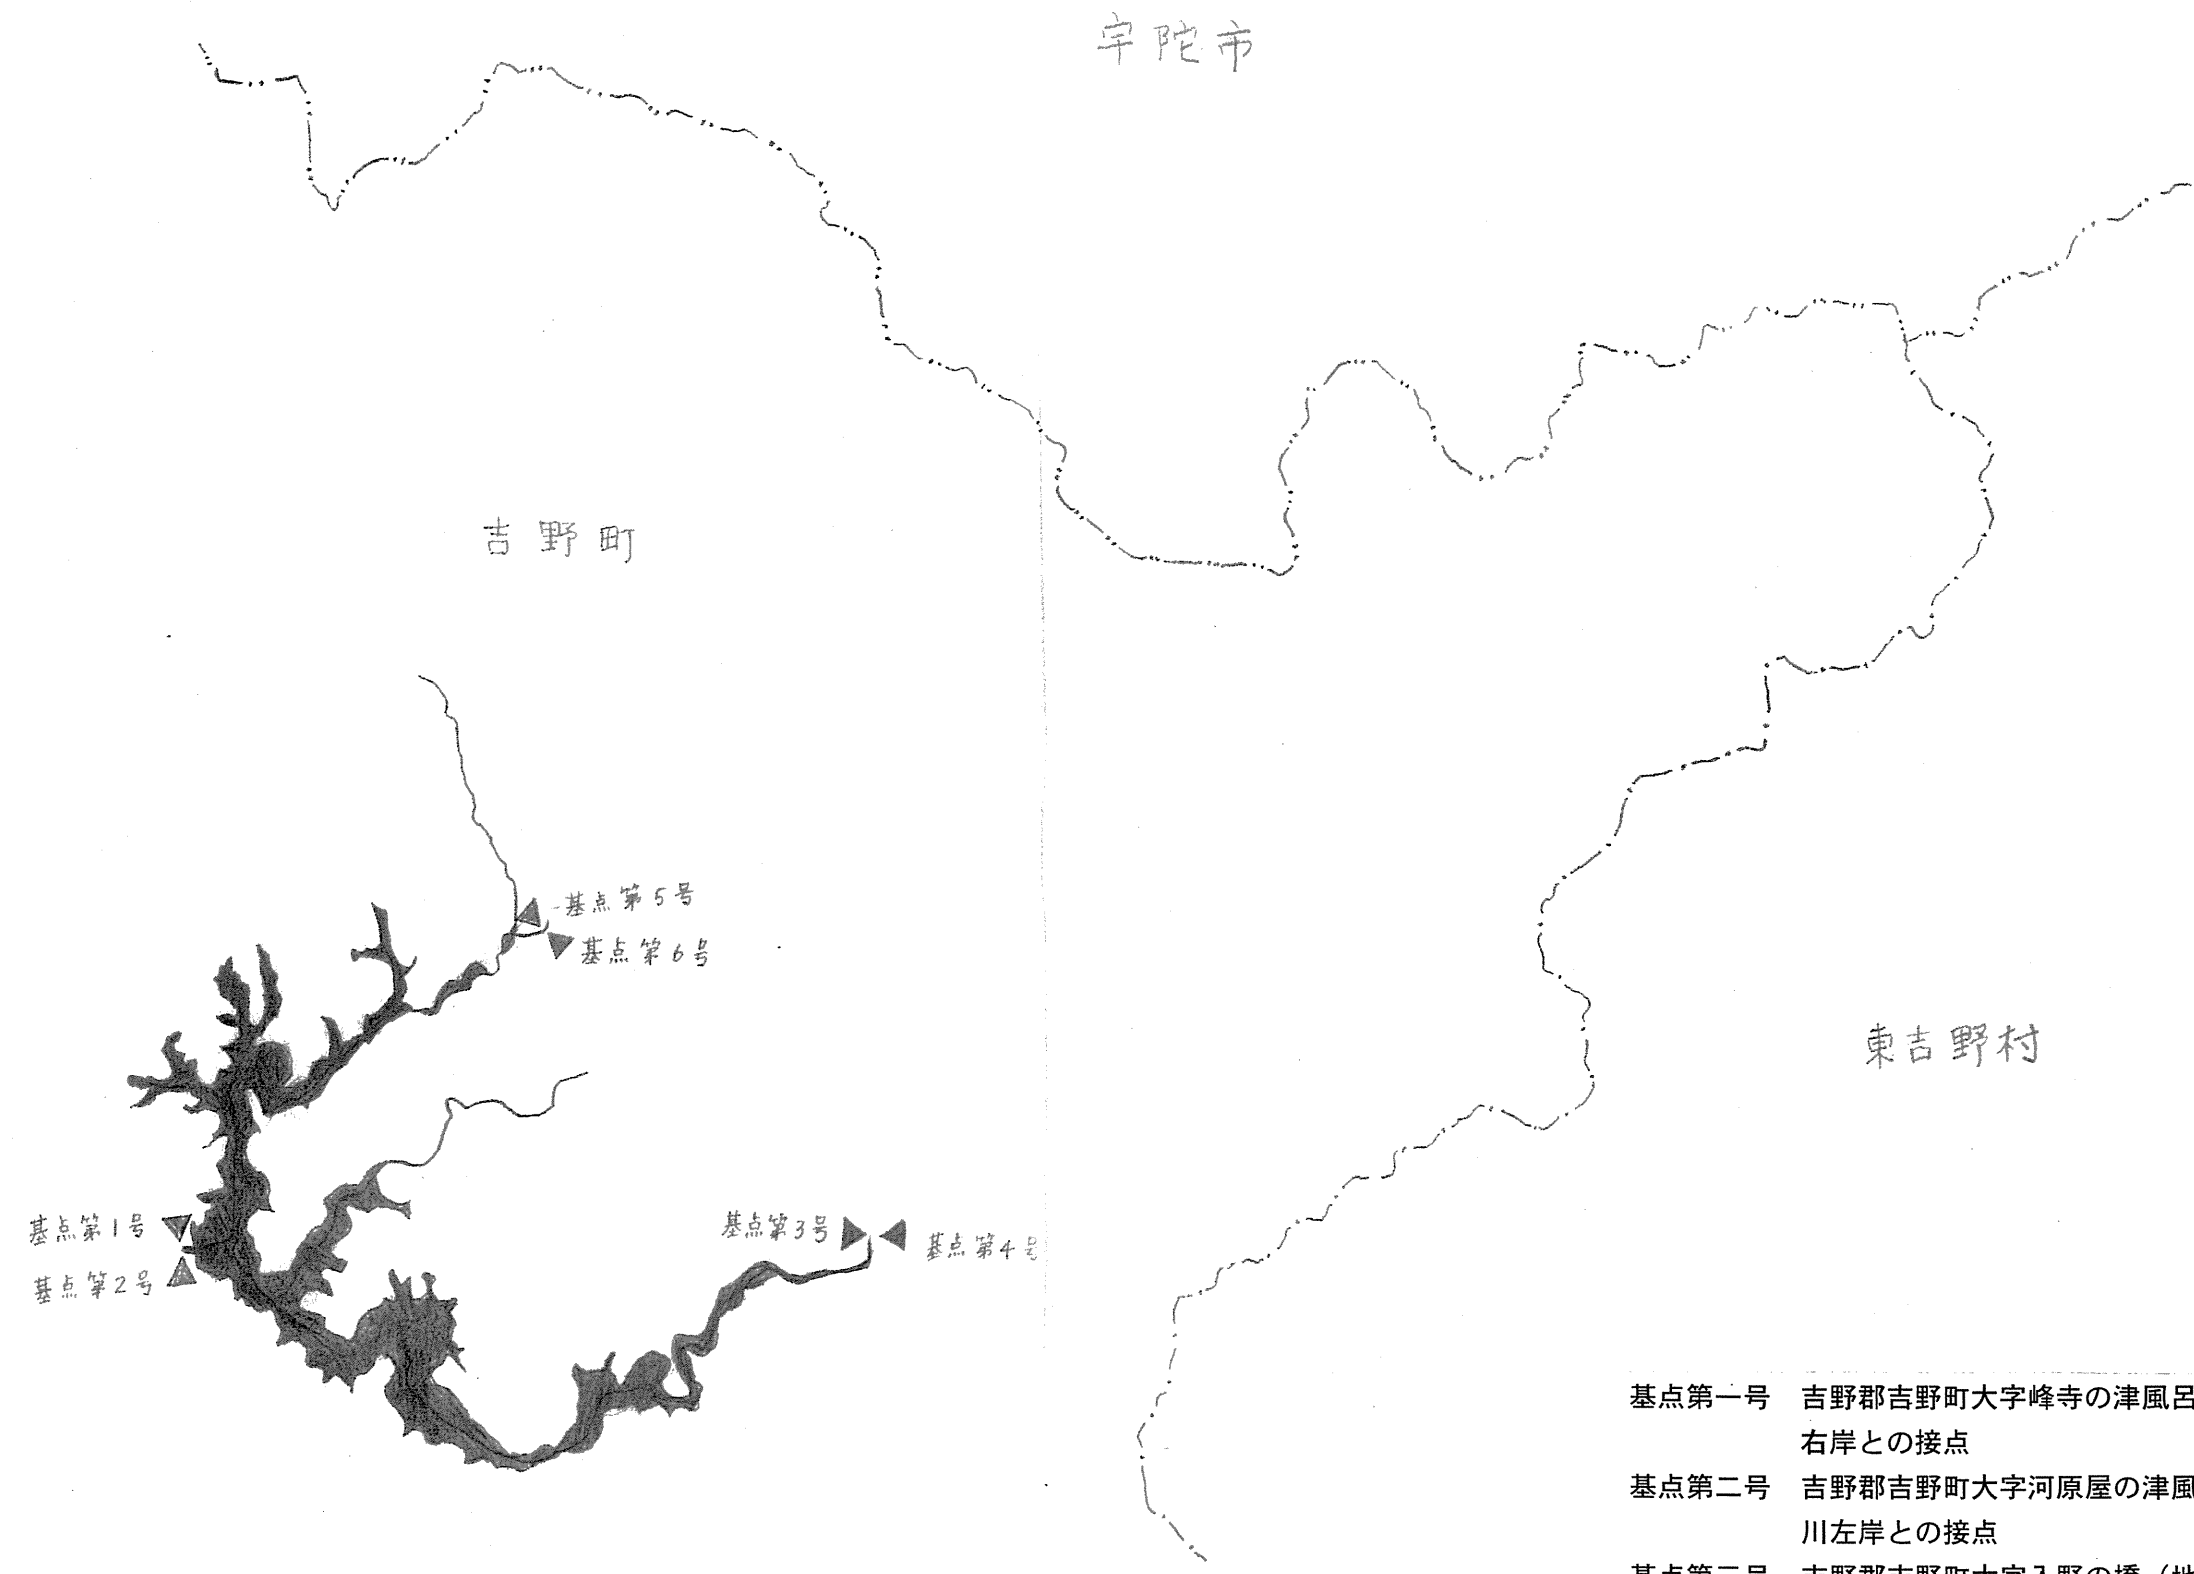 宇陀市
吉野町
基点第5号
基点第6号
東吉野村
基点第1号
基点第2号
基点第3号
基点第4号
基点第一号 吉野郡吉野町大字峰寺の津風呂
右岸との接点
基点第二号 吉野郡吉野町大字河原屋の津風
川左岸との接点